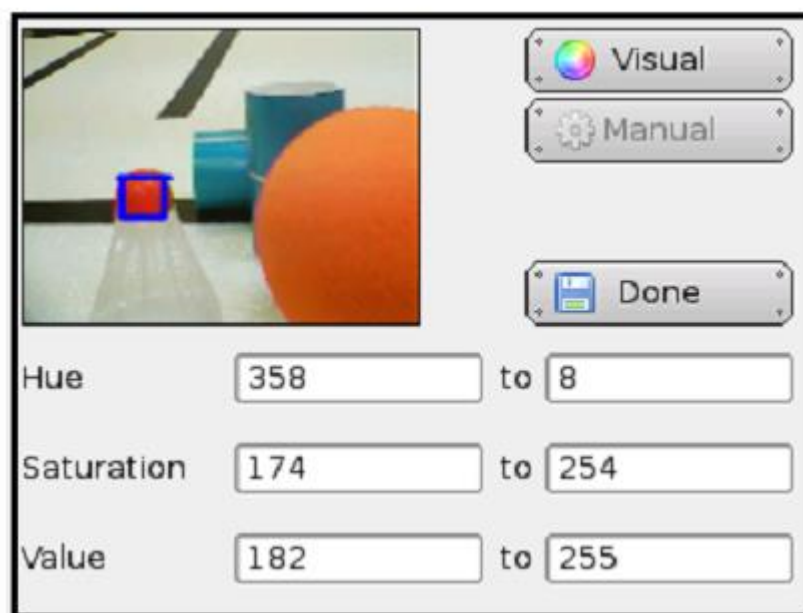 Visual
Manual
Done
Hue 358 to 8
Saturation 174 to 254
Value 182 to 255